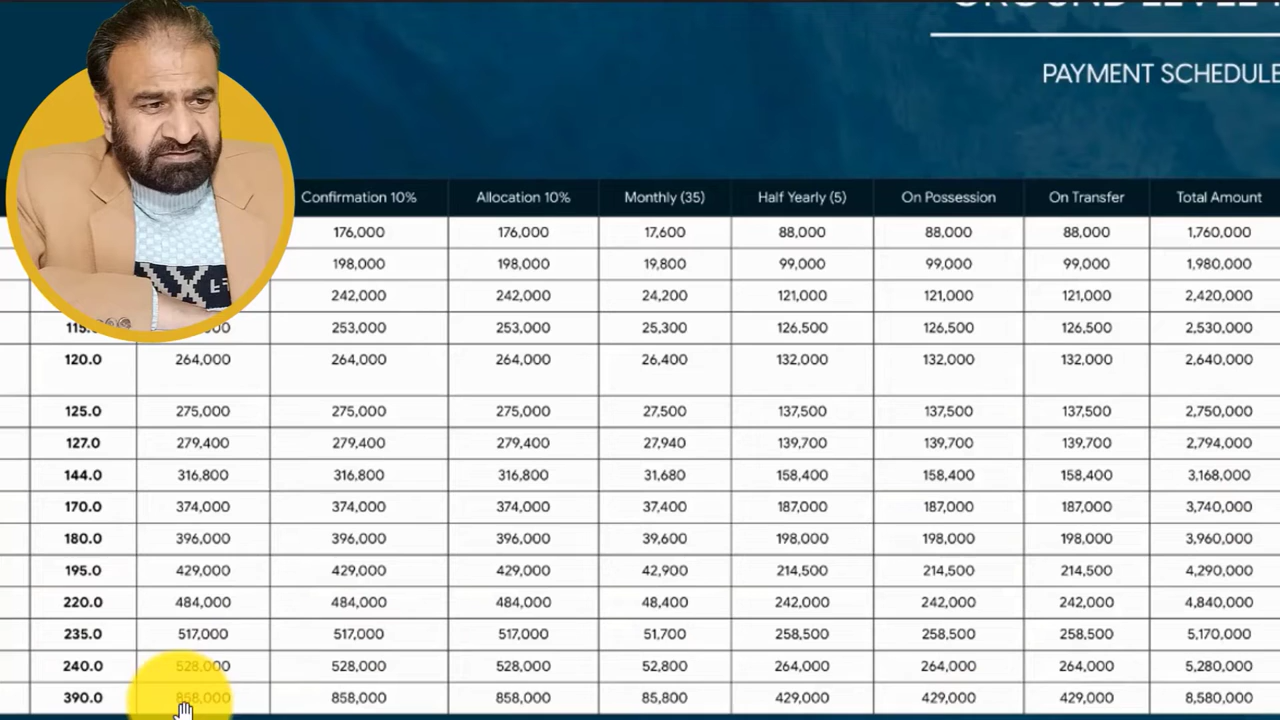 PAYMENT SCHEDULE
Confirmation 10% Allocation 10% Monthly (35) Half Yearly (5) On Possession On Transfer Total Amount
176,000 176,000 17,600 88,000 88,000 88,000 1,760,000
198,000 198,000 19,800 99,000 99,000 99,000 1,980,000
242,000 242,000 24,200 121,000 121,000 121,000 2,420,000
253,000 253,000 25,300 126,500 126,500 126,500 2,530,000
120.0 264,000 264,000 264,000 26,400 132,000 132,000 132,000 2,640,000
125.0 275,000 275,000 275,000 27,500 137,500 137,500 137,500 2,750,000
127.0 279,400 279,400 279,400 27,940 139,700 139,700 139,700 2,794,000
144.0 316,800 316,800 316,800 31,680 158,400 158,400 158,400 3,168,000
170.0 374,000 374,000 374,000 37,400 187,000 187,000 187,000 3,740,000
180.0 396,000 396,000 396,000 39,600 198,000 198,000 198,000 3,960,000
195.0 429,000 429,000 429,000 42,900 214,500 214,500 214,500 4,290,000
220.0 484,000 484,000 484,000 48,400 242,000 242,000 242,000 4,840,000
235.0 517,000 517,000 517,000 51,700 258,500 258,500 258,500 5,170,000
240.0 528,000 528,000 528,000 52,800 264,000 264,000 264,000 5,280,000
390.0 858,000 858,000 858,000 85,800 429,000 429,000 429,000 8,580,000